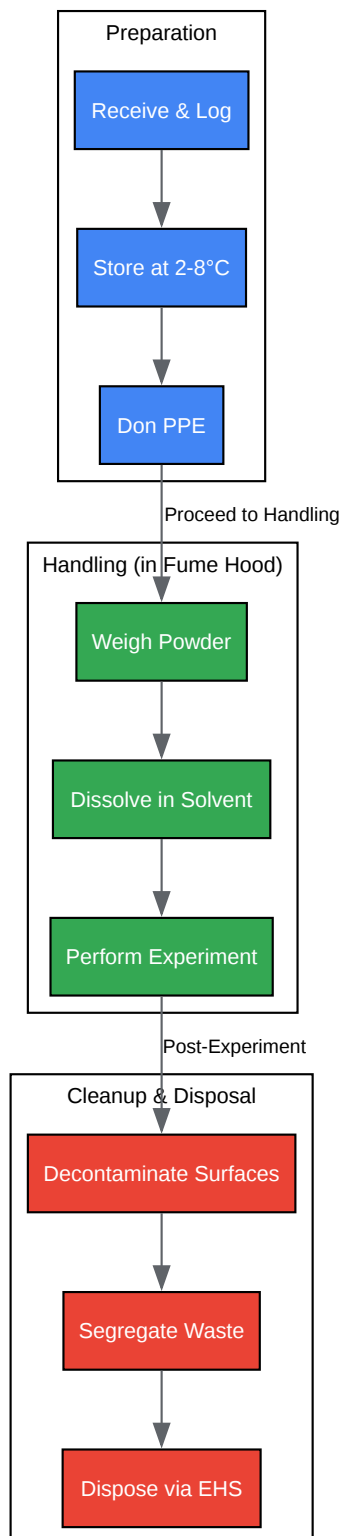 Preparation
Receive & Log
Store at 2-8°C
Don PPE
Proceed to Handling
Handling (in Fume Hood)
Weigh Powder
Dissolve in Solvent
Perform Experiment
Post-Experiment
Cleanup & Disposal
Decontaminate Surfaces
Segregate Waste
Dispose via EHS